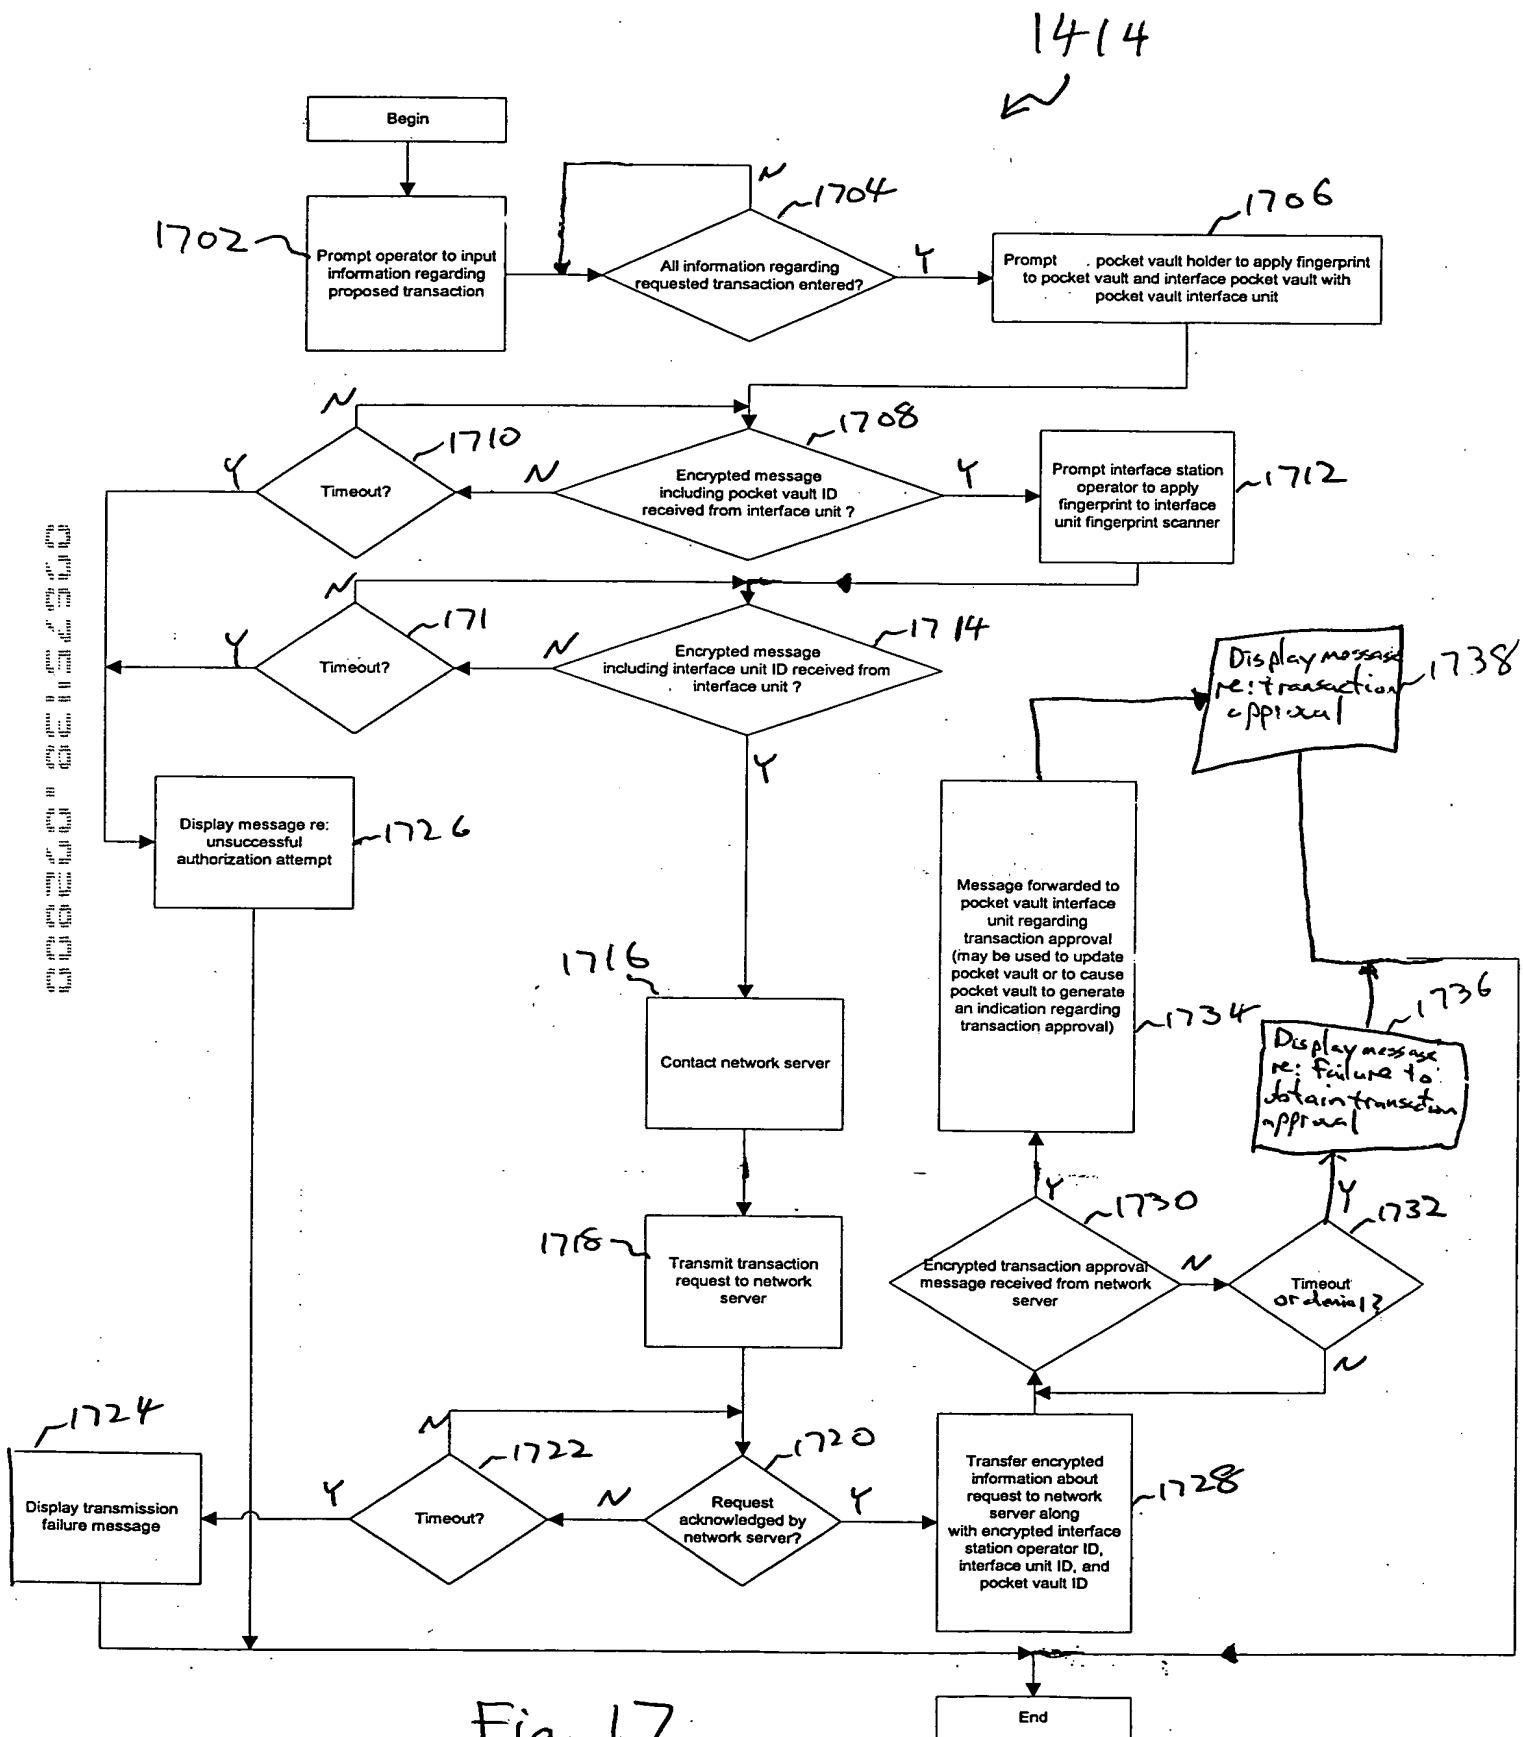 1414
Begin
1702
Prompt operator to input
information regarding
proposed transaction
N
1704
All information regarding
requested transaction entered?
Y
1706
Prompt . pocket vault holder to apply fingerprint
to pocket vault and interface pocket vault with
pocket vault interface unit
N
1710
Y
Timeout?
N
1708
Encrypted message
including pocket vault ID
received from interface unit ?
Y
Prompt interface station
operator to apply
fingerprint to interface
unit fingerprint scanner
1712
N
171
Y
Timeout?
N
1714
Encrypted message
including interface unit ID received from
interface unit ?
Y
Display message
re: transaction
approval
1738
Display message re:
unsuccessful
authorization attempt
1726
Message forwarded to
pocket vault interface
unit regarding
transaction approval
(may be used to update
pocket vault or to cause
pocket vault to generate
an indication regarding
transaction approval)
1734
1716
Contact network server
1736
Display message
re: failure to
obtain transaction
approval
1718
Transmit transaction
request to network
server
Y
1730
Encrypted transaction approval
message received from network
server
N
Y
1732
Timeout
or denial?
N
1724
Display transmission
failure message
N
1722
Y
Timeout?
N
1720
Request
acknowledged by
network server?
Y
Transfer encrypted
information about
request to network
server along
with encrypted interface
station operator ID,
interface unit ID, and
pocket vault ID
1728
End
Fig. 17